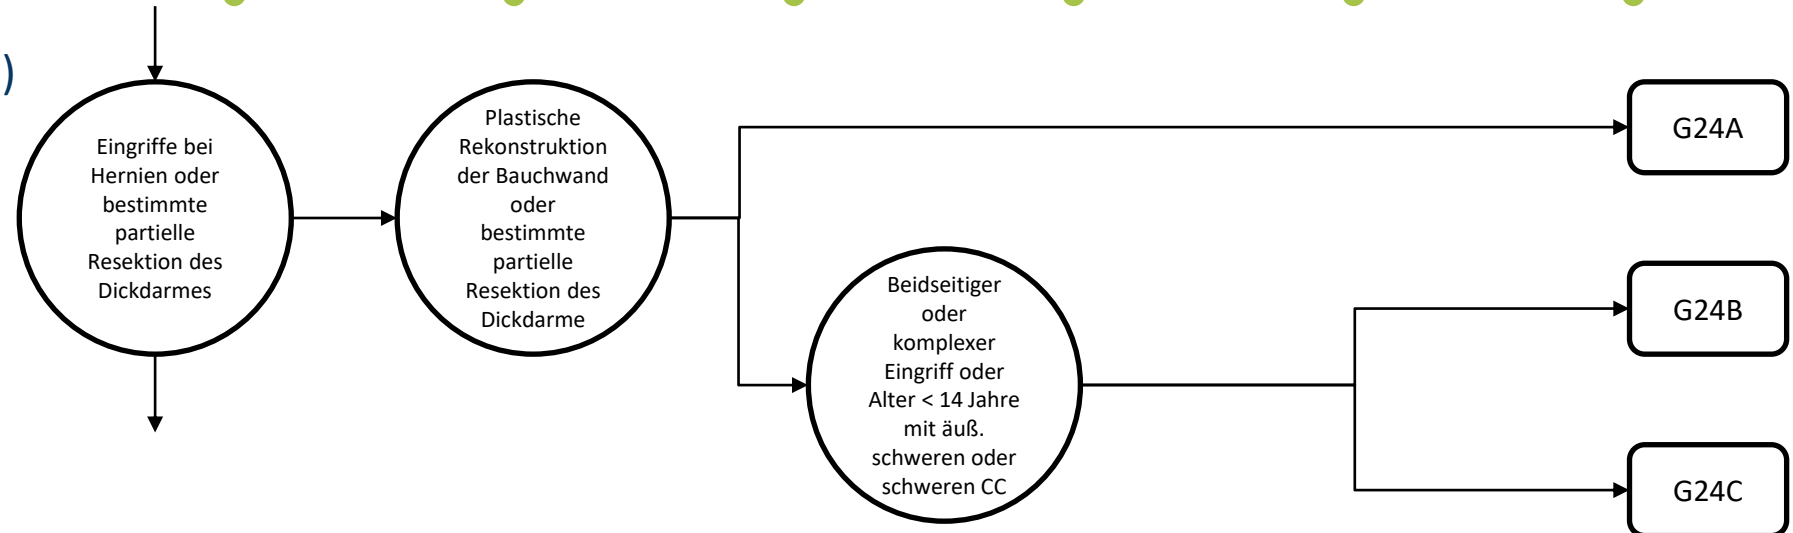 )
Eingriffe bei
Hernien oder
bestimmte
partielle
Resektion des
Dickdarmes
Plastische
Rekonstruktion
der Bauchwand
oder
bestimmte
partielle
Resektion des
Dickdarme
Beidseitiger
oder
komplexer
Eingriff oder
Alter < 14 Jahre
mit äuß.
schweren oder
schweren CC
G24A
G24B
G24C